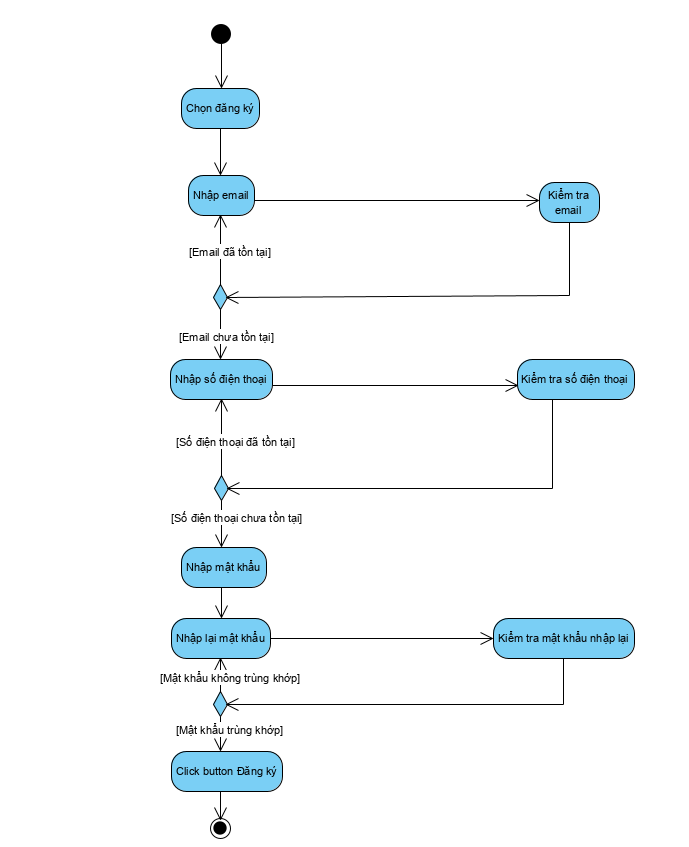 Chọn đăng ký
Nhập email
Kiểm tra
email
[Email đã tồn tại]
[Email chưa tồn tại]
Nhập số điện thoại
Kiểm tra số điện thoại
[Số điện thoại đã tồn tại]
[Số điện thoại chưa tồn tại]
Nhập mật khẩu
Nhập lại mật khẩu
Kiểm tra mật khẩu nhập lại
[Mật khẩu không trùng khớp]
[Mật khẩu trùng khớp]
Click button Đăng ký